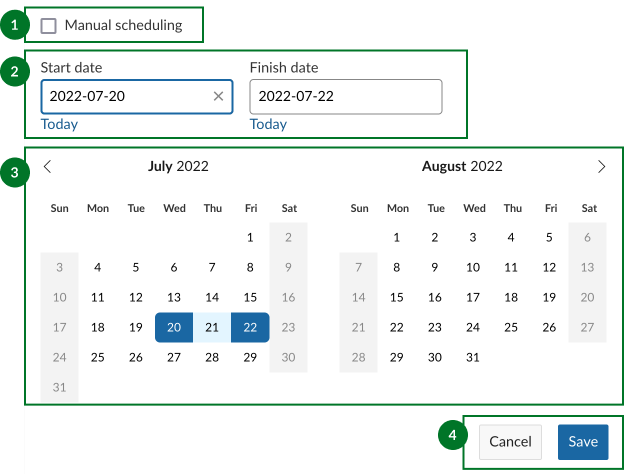 1 Manual scheduling
2 Start date Finish date
2022-07-20 2022-07-22
Today Today
3 July 2022 August 2022
Sun Mon Tue Wed Thu Fri Sat Sun Mon Tue Wed Thu Fri Sat
1 2 1 2 3 4 5 6
3 4 5 6 7 8 9 7 8 9 10 11 12 13
10 11 12 13 14 15 16 14 15 16 17 18 19 20
17 18 19 20 21 22 23 21 22 23 24 25 26 27
24 25 26 27 28 29 30 28 29 30 31
31
4 Cancel Save